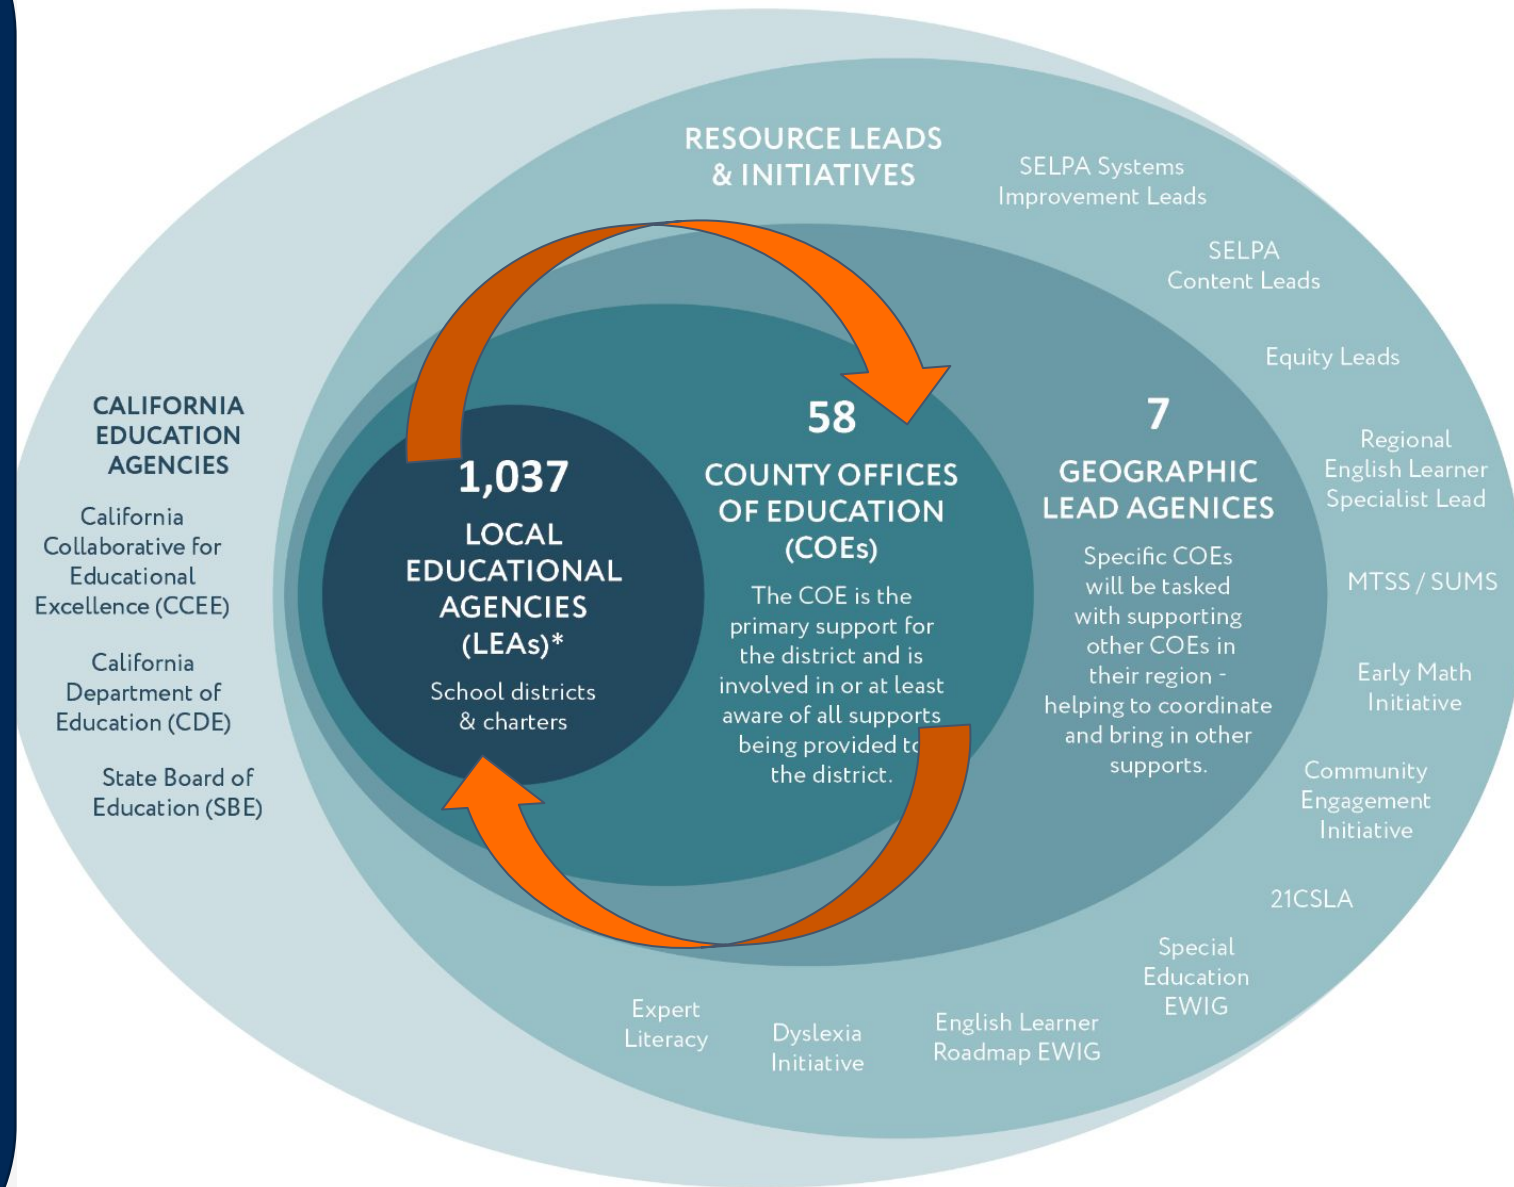 RESOURCE LEADS
& INITIATIVES
SELPA Systems
Improvement Leads
SELPA
Content Leads
Equity Leads
Regional
English Learner
Specialist Lead
MTSS / SUMS
Early Math
Initiative
Community
Engagement
Initiative
21CSLA
Special
Education
EWIG
English Learner
Roadmap EWIG
Dyslexia
Initiative
Expert
Literacy
CALIFORNIA
EDUCATION
AGENCIES
California
Collaborative for
Educational
Excellence (CCEE)
California
Department of
Education (CDE)
State Board of
Education (SBE)
1,037
LOCAL
EDUCATIONAL
AGENCIES
(LEAs)*
School districts
& charters
58
COUNTY OFFICES
OF EDUCATION
(COEs)
The COE is the
primary support for
the district and is
involved in or at least
aware of all supports
being provided to
the district.
7
GEOGRAPHIC
LEAD AGENICES
Specific COEs
will be tasked
with supporting
other COEs in
their region -
helping to coordinate
and bring in other
supports.